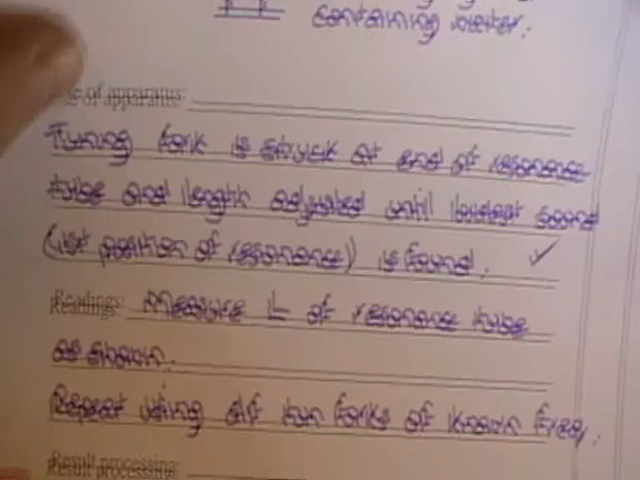 containing water.
Use of apparatus:
Tuning fork is struck at end of resonance
tube and length adjusted until loudest sound
(1st position of resonance) is found. ✓
Readings: Measure L of resonance tube
as shown.
Repeat using dif tun forks of known freq.
Result processing: